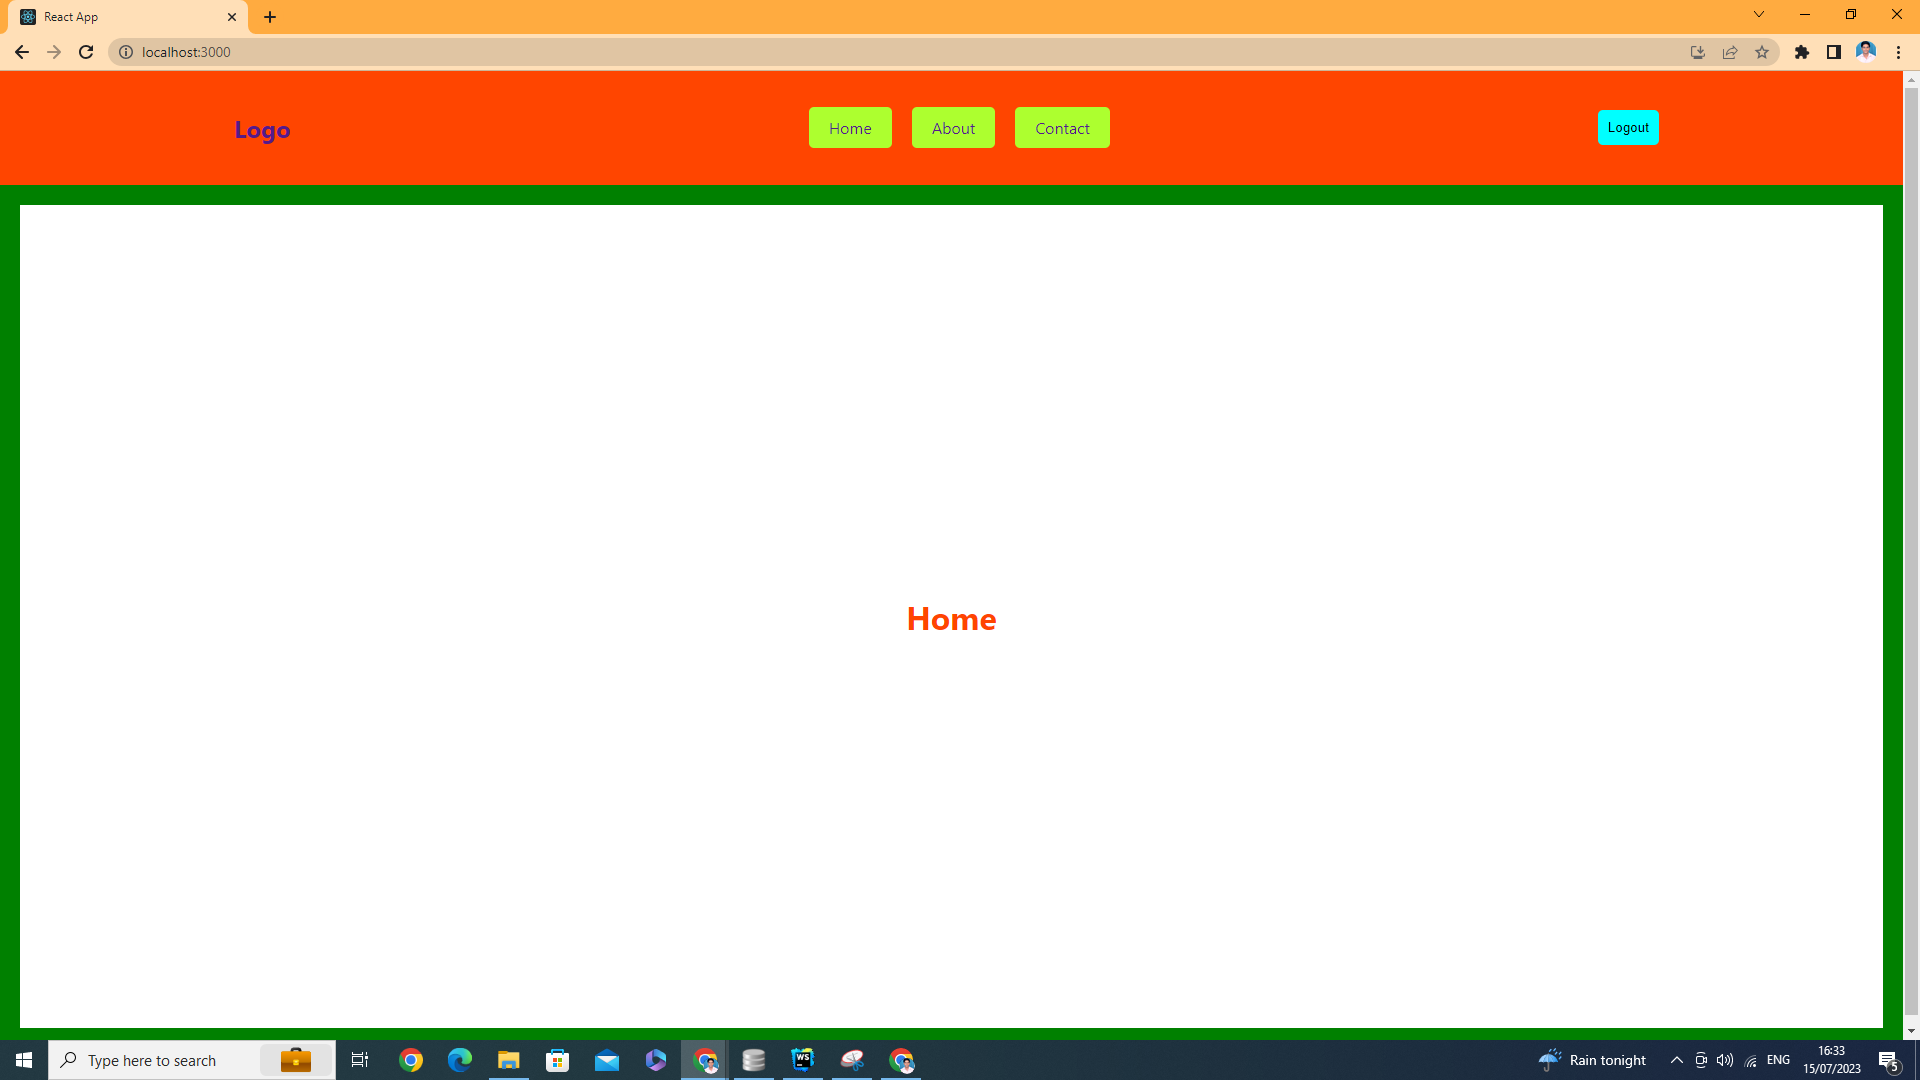 React App
localhost:3000
Logo
Home
About
Contact
Logout
Home
Type here to search
WS
Rain tonight
ENG
16:33
15/07/2023
5